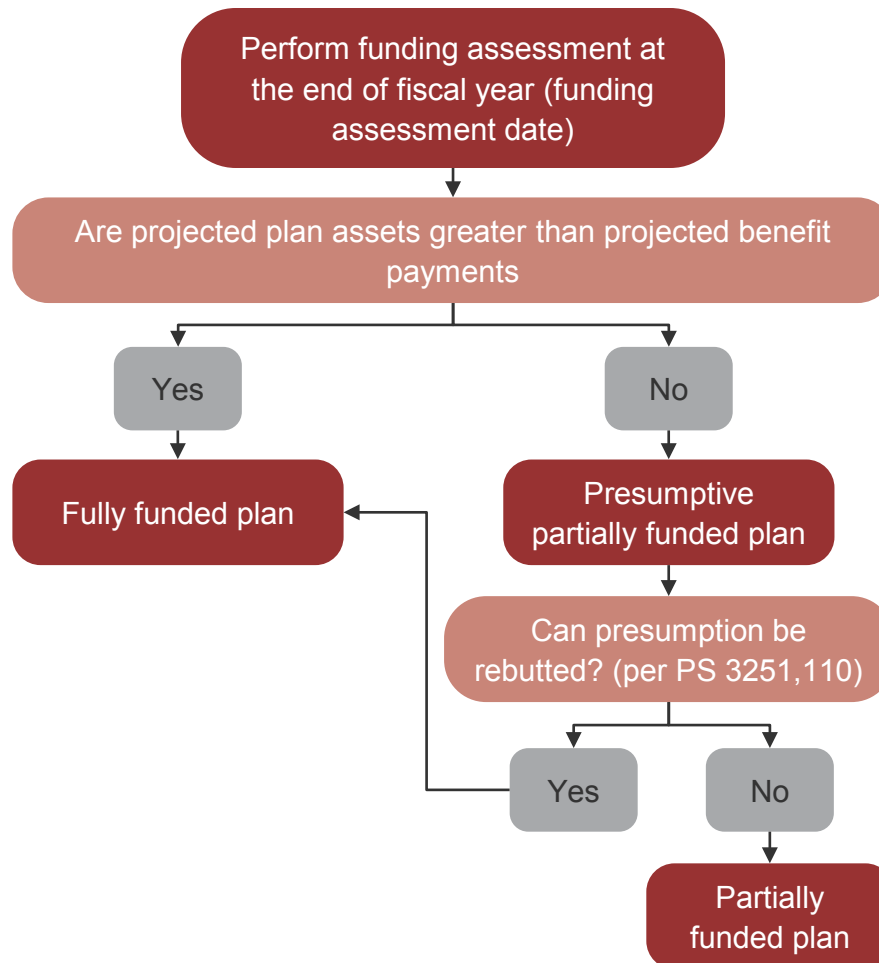 Perform funding assessment at
the end of fiscal year (funding
assessment date)
Are projected plan assets greater than projected benefit
payments
Yes
No
Fully funded plan
Presumptive
partially funded plan
Can presumption be
rebutted? (per PS 3251,110)
Yes
No
Partially
funded plan